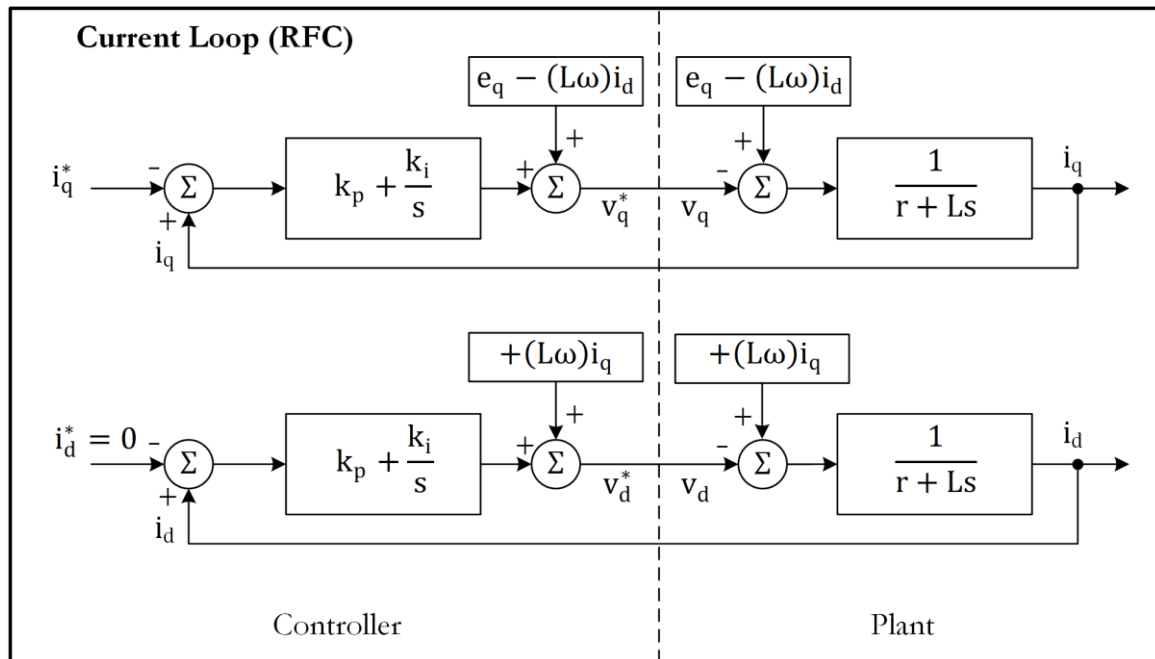 Current Loop (RFC)
e_q − (Lω)i_d
e_q − (Lω)i_d
i_q^*
-
Σ
+
i_q
k_p + k_i/s
+
+
Σ
v_q^*
v_q
+
-
Σ
1/(r + Ls)
i_q
+(Lω)i_q
+(Lω)i_q
i_d^* = 0
-
Σ
+
i_d
k_p + k_i/s
+
+
Σ
v_d^*
v_d
+
-
Σ
1/(r + Ls)
i_d
Controller
Plant